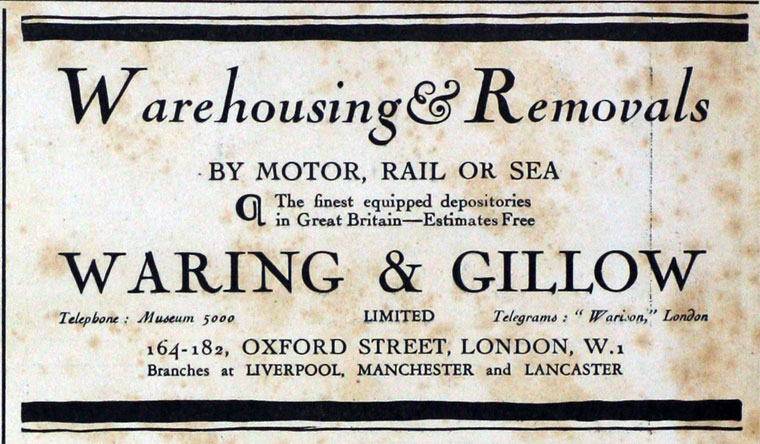 Warehousing & Removals
BY MOTOR, RAIL OR SEA
The finest equipped depositories
in Great Britain—Estimates Free
WARING & GILLOW
Telephone : Museum 5000 LIMITED Telegrams : “ Warison,” London
164-182, OXFORD STREET, LONDON, W.1
Branches at LIVERPOOL, MANCHESTER and LANCASTER